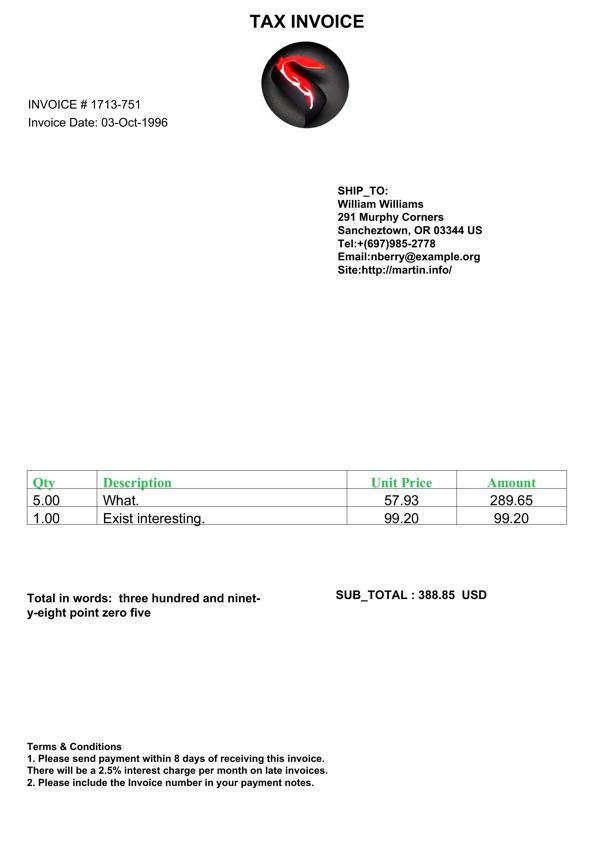 TAX INVOICE
INVOICE # 1713-751
Invoice Date: 03-Oct-1996
SHIP_TO:
William Williams
291 Murphy Corners
Sancheztown, OR 03344 US
Tel:+(697)985-2778
Email:nberry@example.org
Site:http://martin.info/
Qty Description Unit Price Amount
5.00 What. 57.93 289.65
1.00 Exist interesting. 99.20 99.20
Total in words:  three hundred and ninet-
y-eight point zero five
SUB_TOTAL : 388.85  USD
Terms & Conditions
1. Please send payment within 8 days of receiving this invoice.
There will be a 2.5% interest charge per month on late invoices.
2. Please include the Invoice number in your payment notes.